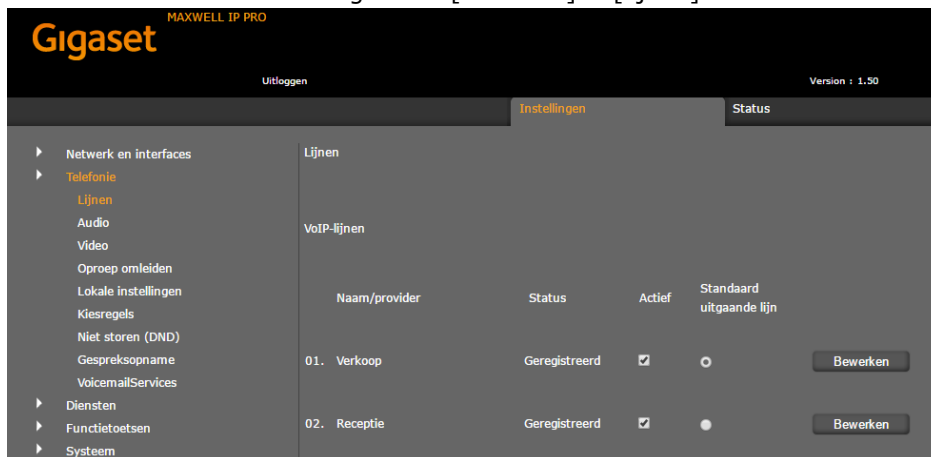 MAXWELL IP PRO
Gigaset
Uitloggen
Version : 1.50
Instellingen
Status
Netwerk en interfaces
Telefonie
Lijnen
Audio
Video
Oproep omleiden
Lokale instellingen
Kiesregels
Niet storen (DND)
Gespreksopname
VoicemailServices
Diensten
Functietoetsen
Systeem
Lijnen
VoIP-lijnen
Naam/provider Status Actief Standaard uitgaande lijn
01. Verkoop Geregistreerd Bewerken
02. Receptie Geregistreerd Bewerken